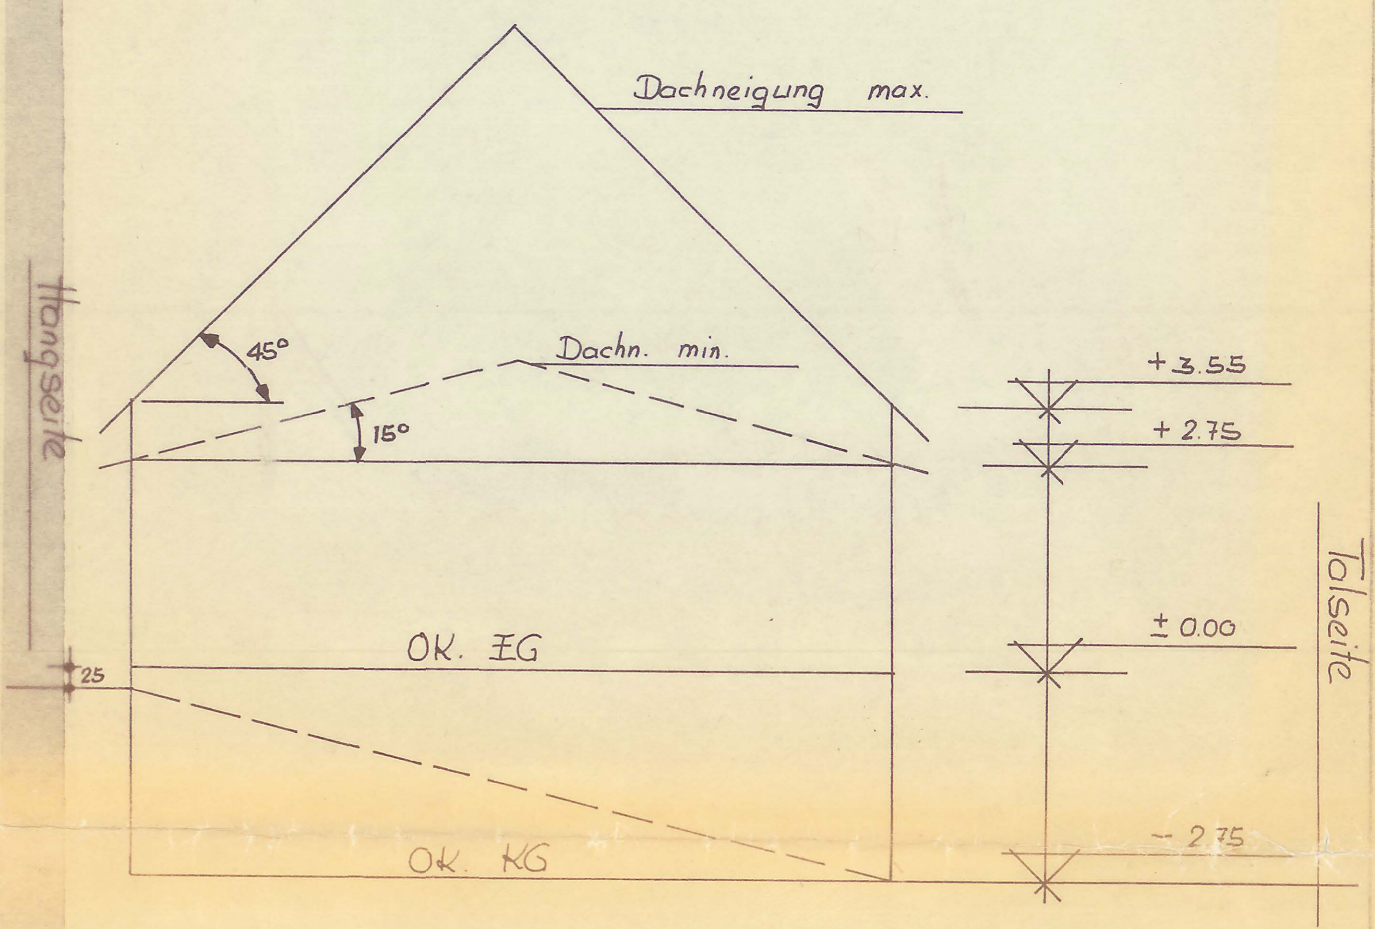 Dachneigung max.
45°
Dachn. min.
15°
+ 3.55
+ 2.75
Hangseite
Talseite
± 0.00
OK. EG
25
- 2.75
OK. KG